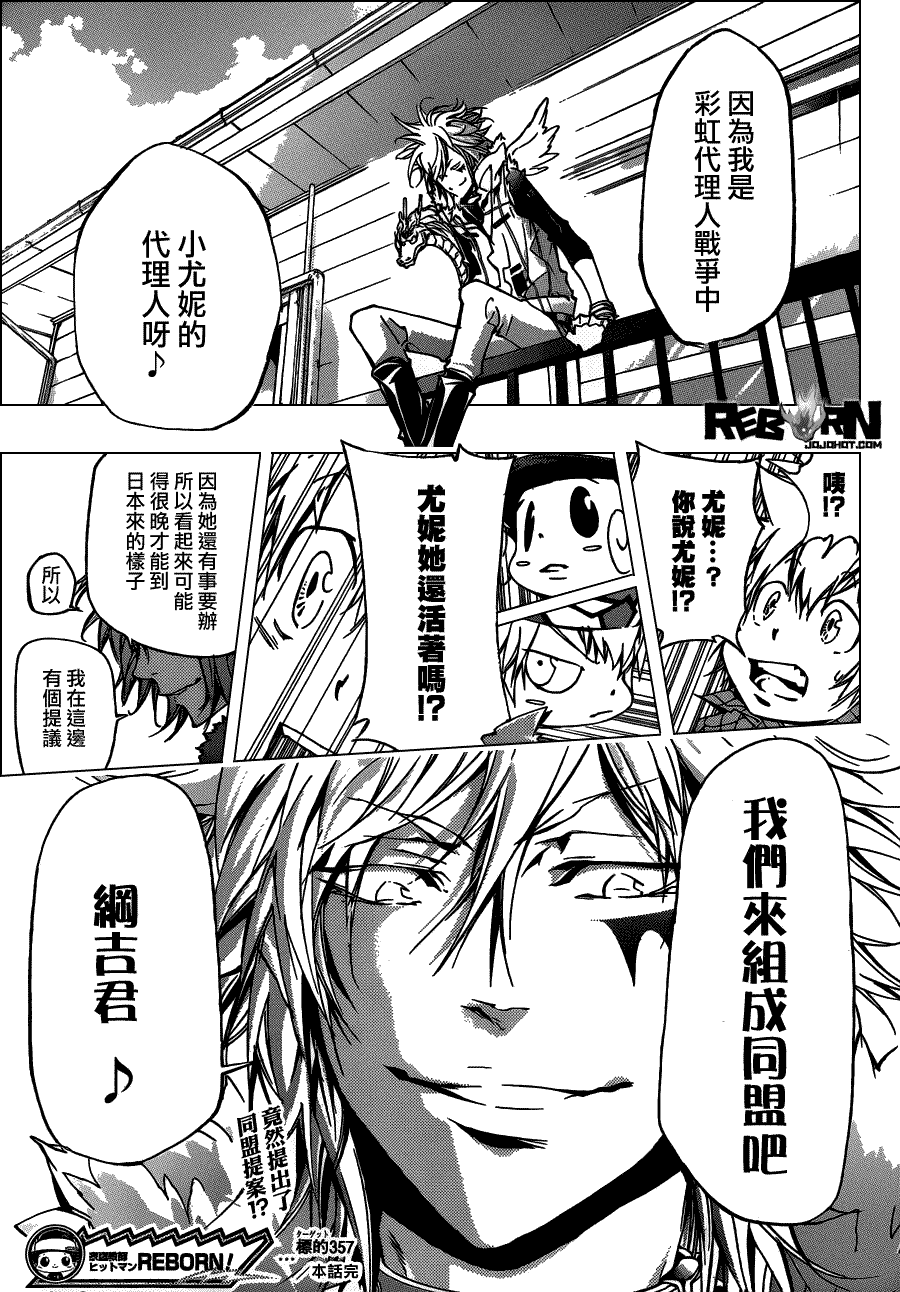 因為我是
彩虹代理人戰爭中
小尤妮的
代理人呀♪
REBORN
JOJOHOT.COM
咦!?
尤妮…?
你說尤妮!?
尤妮她還活著嗎!?
因為她還有事要辦
所以看起來可能
得很晚才能到
日本來的樣子
所以
我在這邊
有個提議
我們來組成同盟吧
綱吉君♪
竟然提出了
同盟提案!?
ターゲット
標的357
…／本話完
家庭教師
ヒットマンREBORN!